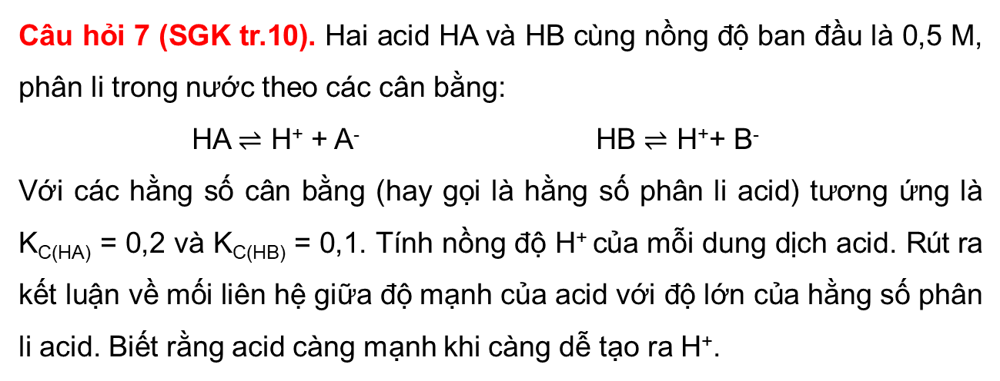 Câu hỏi 7 (SGK tr.10). Hai acid HA và HB cùng nồng độ ban đầu là 0,5 M,
phân li trong nước theo các cân bằng:
HA ⇌ H⁺ + A⁻ HB ⇌ H⁺+ B⁻
Với các hằng số cân bằng (hay gọi là hằng số phân li acid) tương ứng là
K_C(HA) = 0,2 và K_C(HB) = 0,1. Tính nồng độ H⁺ của mỗi dung dịch acid. Rút ra
kết luận về mối liên hệ giữa độ mạnh của acid với độ lớn của hằng số phân
li acid. Biết rằng acid càng mạnh khi càng dễ tạo ra H⁺.